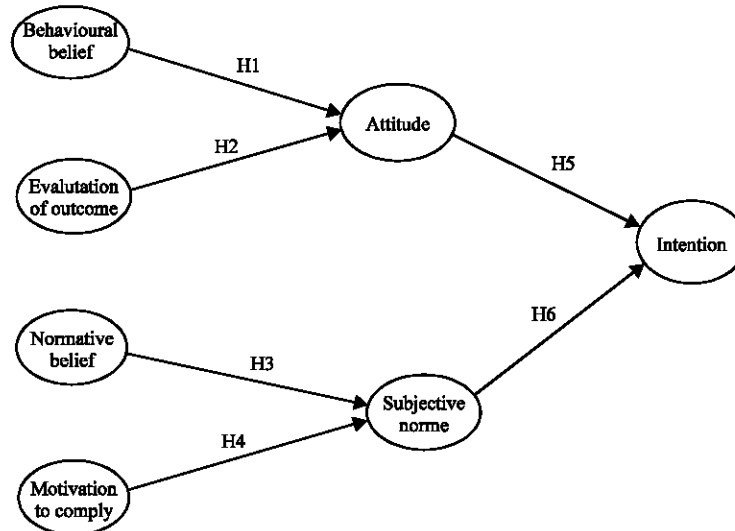 Behavioural
belief
H1
Attitude
H2
Evalutation
of outcome
H5
Intention
Normative
belief
H3
H6
Subjective
norme
H4
Motivation
to comply